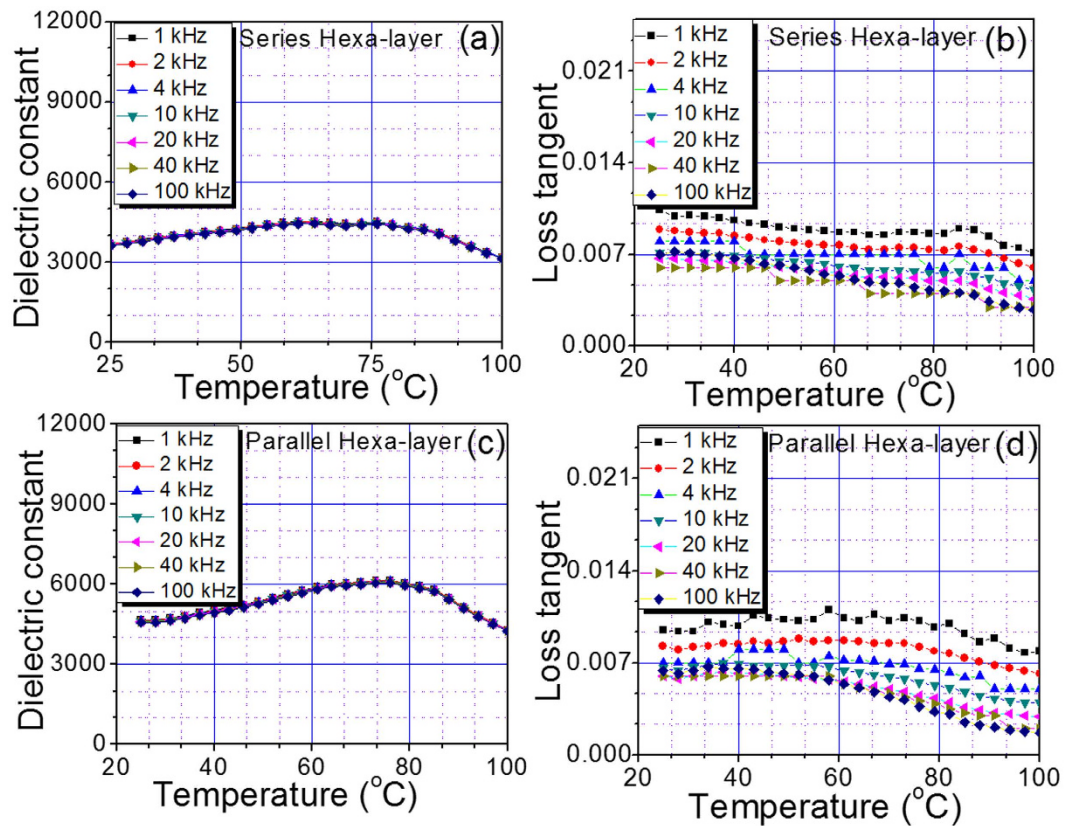 12000
9000
6000
3000
0
Dielectric constant
1 kHz
2 kHz
4 kHz
10 kHz
20 kHz
40 kHz
100 kHz
Series Hexa-layer (a)
25 50 75 100
Temperature (°C)
0.021
0.014
0.007
0.000
Loss tangent
1 kHz
2 kHz
4 kHz
10 kHz
20 kHz
40 kHz
100 kHz
Series Hexa-layer (b)
20 40 60 80 100
Temperature (°C)
12000
9000
6000
3000
0
Dielectric constant
1 kHz
2 kHz
4 kHz
10 kHz
20 kHz
40 kHz
100 kHz
Parallel Hexa-layer (c)
20 40 60 80 100
Temperature (°C)
0.021
0.014
0.007
0.000
Loss tangent
1 kHz
2 kHz
4 kHz
10 kHz
20 kHz
40 kHz
100 kHz
Parallel Hexa-layer (d)
20 40 60 80 100
Temperature (°C)